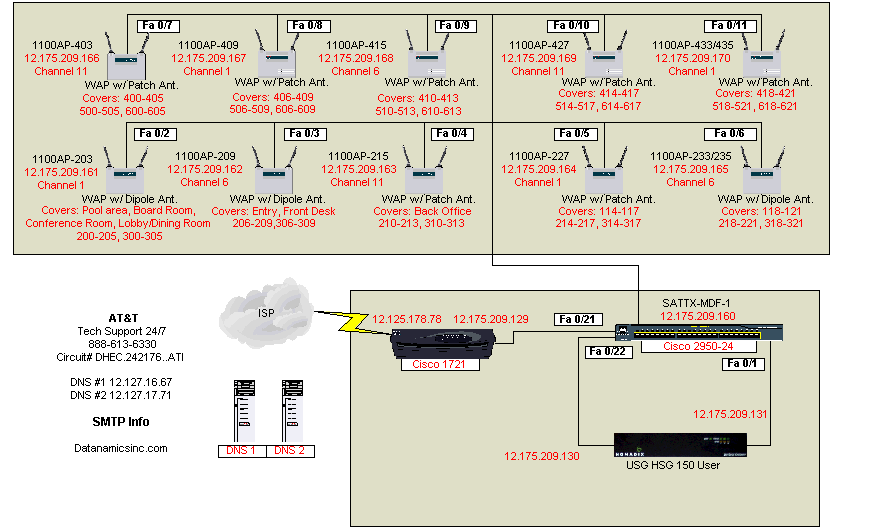 Fa 0/7
Fa 0/8
Fa 0/9
Fa 0/10
Fa 0/11
1100AP-403
12.175.209.166
Channel 11
WAP w/Patch Ant.
Covers: 400-405
500-505, 600-605
1100AP-409
12.175.209.167
Channel 1
WAP w/Patch Ant.
Covers: 406-409
506-509, 606-609
1100AP-415
12.175.209.168
Channel 6
WAP w/Patch Ant.
Covers: 410-413
510-513, 610-613
1100AP-427
12.175.209.169
Channel 11
WAP w/Patch Ant.
Covers: 414-417
514-517, 614-617
1100AP-433/435
12.175.209.170
Channel 1
WAP w/Patch Ant.
Covers: 418-421
518-521, 618-621
Fa 0/2
Fa 0/3
Fa 0/4
Fa 0/5
Fa 0/6
1100AP-203
12.175.209.161
Channel 1
WAP w/ Dipole Ant.
Covers: Pool area, Board Room,
Conference Room, Lobby/Dining Room
200-205, 300-305
1100AP-209
12.175.209.162
Channel 6
WAP w/Dipole Ant.
Covers: Entry, Front Desk
206-209,306-309
1100AP-215
12.175.209.163
Channel 11
WAP w/Patch Ant.
Covers: Back Office
210-213, 310-313
1100AP-227
12.175.209.164
Channel 1
WAP w/Patch Ant.
Covers: 114-117
214-217, 314-317
1100AP-233/235
12.175.209.165
Channel 6
WAP w/Dipole Ant.
Covers: 118-121
218-221, 318-321
AT&T
Tech Support 24/7
888-613-6330
Circuit# DHEC.242176..ATI
DNS #1 12.127.16.67
DNS #2 12.127.17.71
SMTP Info
Datanamicsinc.com
ISP
DNS 1
DNS 2
12.125.178.78
12.175.209.129
Cisco 1721
Fa 0/21
SATTX-MDF-1
12.175.209.160
Cisco 2950-24
Fa 0/22
Fa 0/1
12.175.209.131
12.175.209.130
NOMADIX
USG HSG 150 User